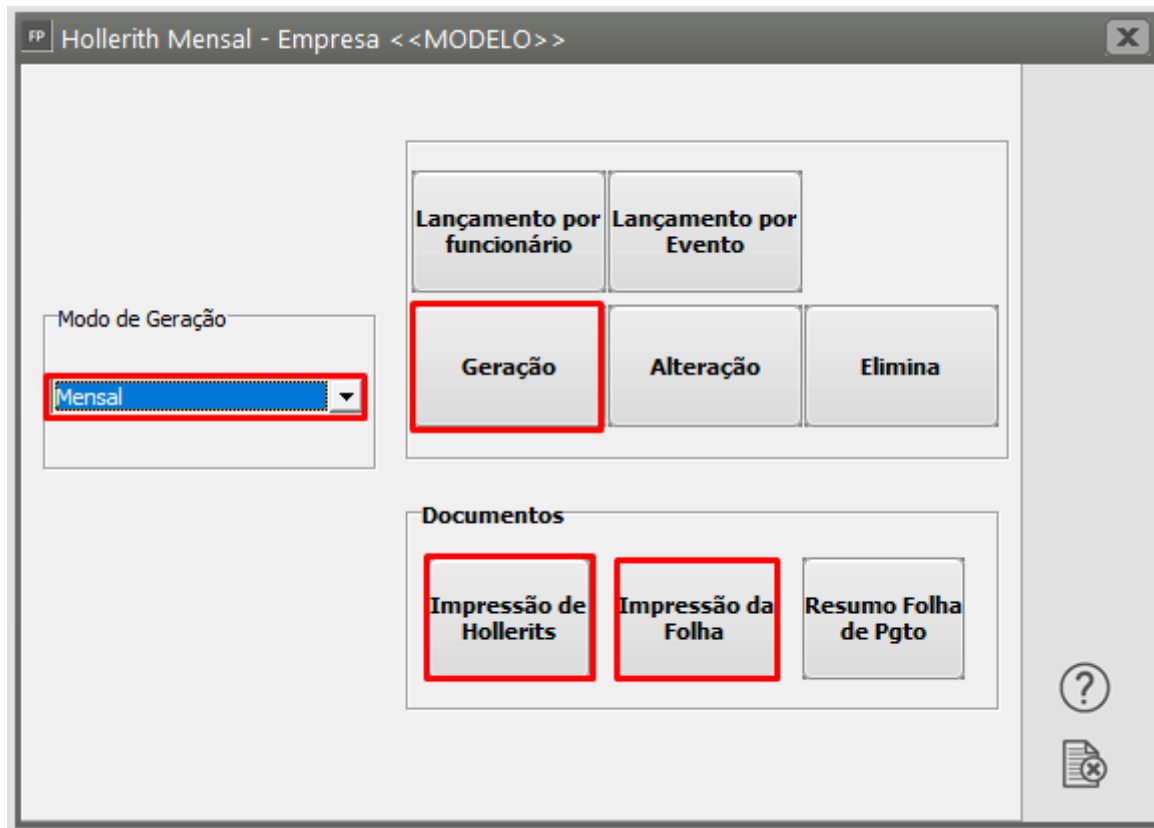 FP Hollerith Mensal - Empresa <<MODELO>>
Lançamento por
funcionário
Lançamento por
Evento
Modo de Geração
Mensal
Geração
Alteração
Elimina
Documentos
Impressão de
Hollerits
Impressão da
Folha
Resumo Folha
de Pgto
?